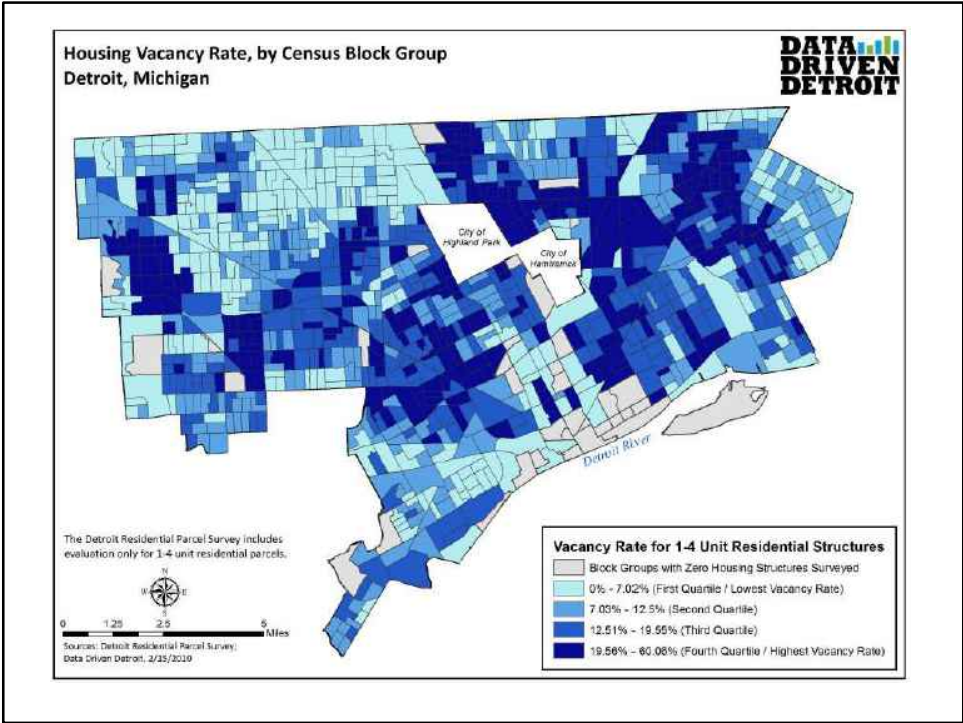 Housing Vacancy Rate, by Census Block Group
Detroit, Michigan
DATA
DRIVEN
DETROIT
City of
Highland Park
City of
Hamtramck
Detroit River
The Detroit Residential Parcel Survey includes
evaluation only for 1-4 unit residential parcels.
N
W E
S
0 1.25 2.5 5
Miles
Sources: Detroit Residential Parcel Survey;
Data Driven Detroit, 2/15/2010
Vacancy Rate for 1-4 Unit Residential Structures
Block Groups with Zero Housing Structures Surveyed
0% - 7.02% (First Quartile / Lowest Vacancy Rate)
7.03% - 12.5% (Second Quartile)
12.51% - 19.55% (Third Quartile)
19.56% - 60.08% (Fourth Quartile / Highest Vacancy Rate)